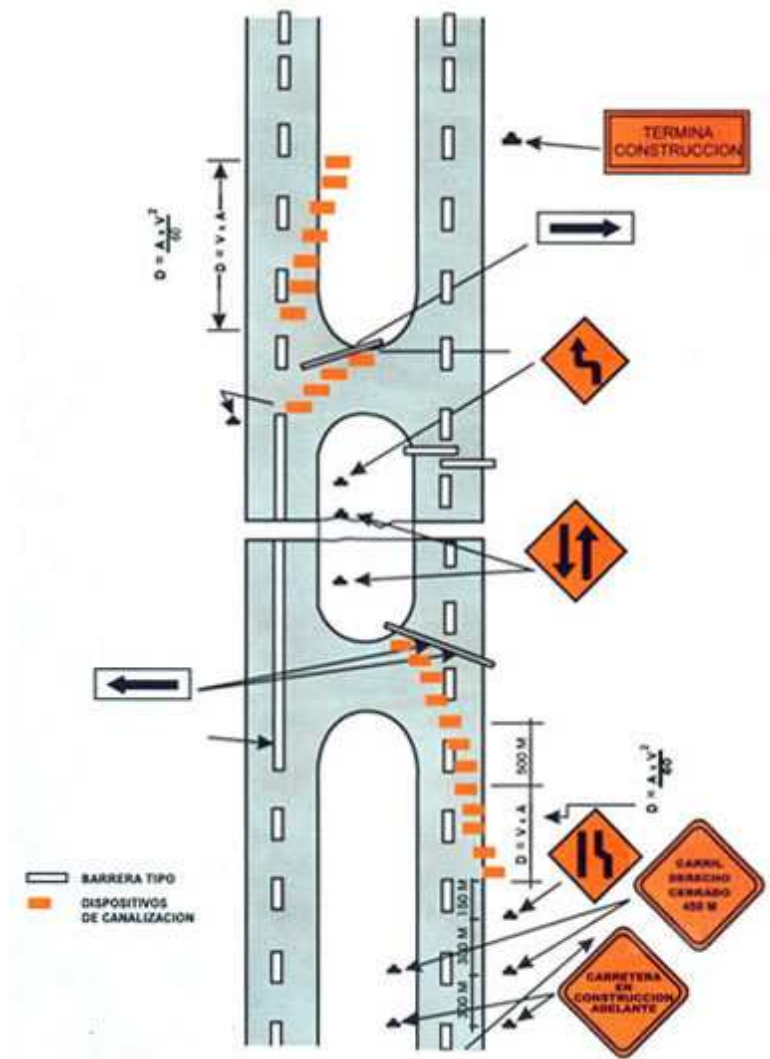 TERMINA
CONSTRUCCION
D = A x V²
60
D = V x A
500 M
D = A x V²
60
D = V x A
150 M
300 M
300 M
CARRIL
DERECHO
CERRADO
450 M
CARRETERA
EN
CONSTRUCCION
ADELANTE
BARRERA TIPO
DISPOSITIVOS
DE CANALIZACION